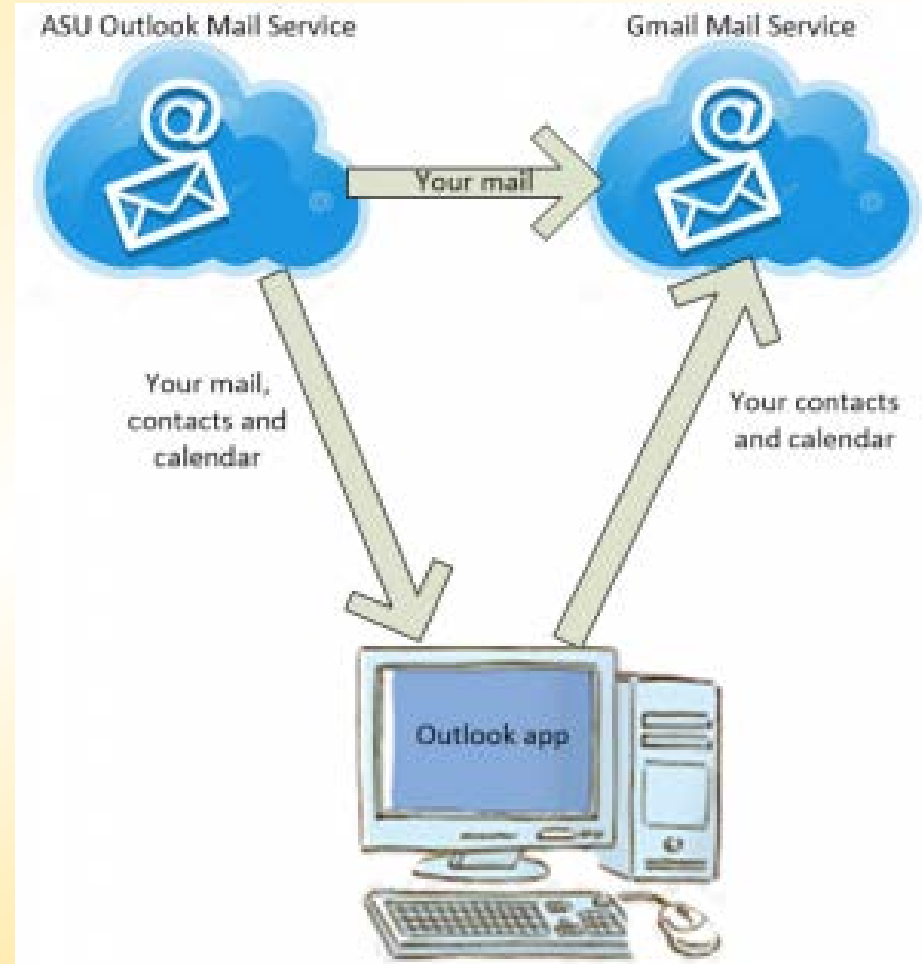 ASU Outlook Mail Service
Gmail Mail Service
@
@
Your mail
Your mail,
contacts and
calendar
Your contacts
and calendar
Outlook app